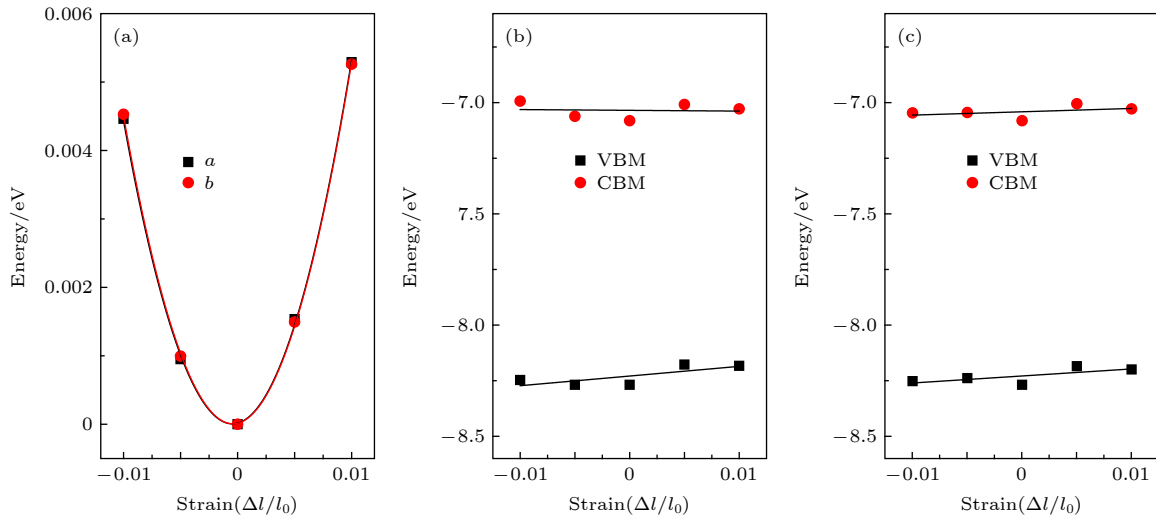 (a)
0.006
0.004
0.002
0
Energy/eV
a
b
−0.01
0
0.01
Strain(Δl/l₀)
(b)
−7.0
−7.5
−8.0
−8.5
Energy/eV
VBM
CBM
−0.01
0
0.01
Strain(Δl/l₀)
(c)
−7.0
−7.5
−8.0
−8.5
Energy/eV
VBM
CBM
−0.01
0
0.01
Strain(Δl/l₀)